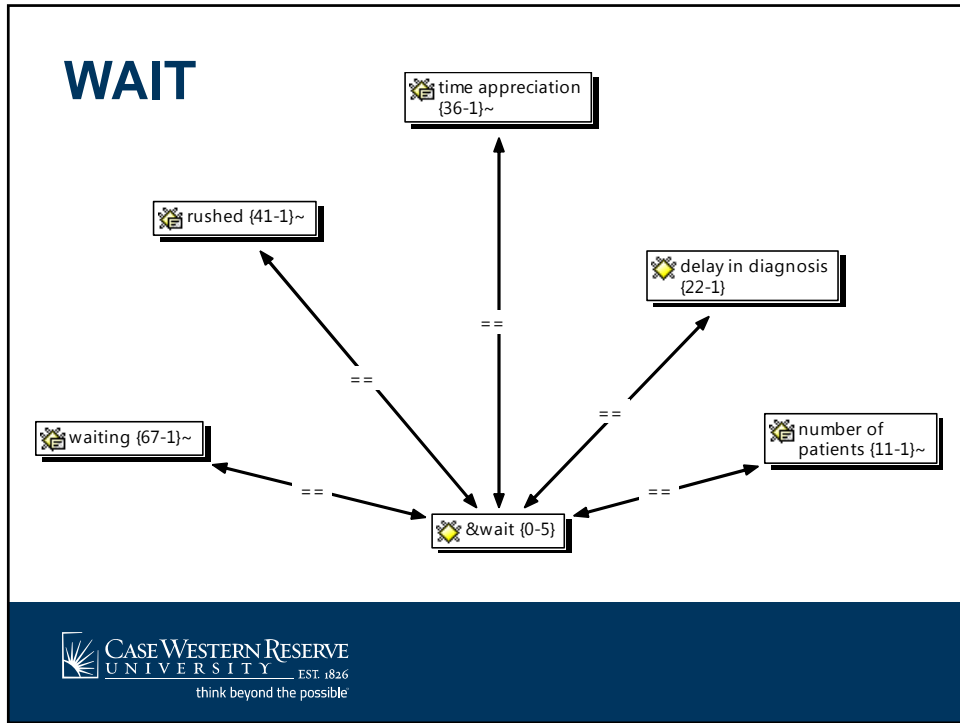 WAIT
time appreciation
{36-1}~
rushed {41-1}~
delay in diagnosis
{22-1}
==
==
==
waiting {67-1}~
number of
patients {11-1}~
==
==
&wait {0-5}
CASE WESTERN RESERVE
UNIVERSITY EST. 1826
think beyond the possible